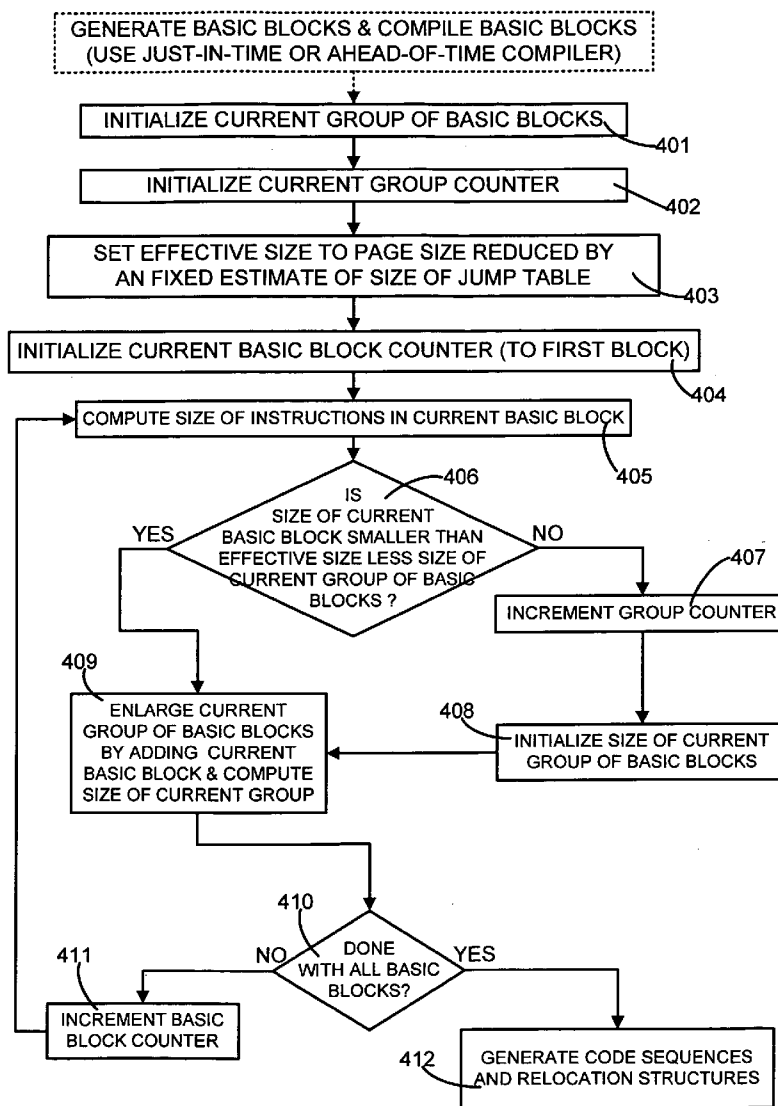 GENERATE BASIC BLOCKS & COMPILE BASIC BLOCKS
(USE JUST-IN-TIME OR AHEAD-OF-TIME COMPILER)
INITIALIZE CURRENT GROUP OF BASIC BLOCKS
401
INITIALIZE CURRENT GROUP COUNTER
402
SET EFFECTIVE SIZE TO PAGE SIZE REDUCED BY
AN FIXED ESTIMATE OF SIZE OF JUMP TABLE
403
INITIALIZE CURRENT BASIC BLOCK COUNTER (TO FIRST BLOCK)
404
COMPUTE SIZE OF INSTRUCTIONS IN CURRENT BASIC BLOCK
405
406
IS
SIZE OF CURRENT
BASIC BLOCK SMALLER THAN
EFFECTIVE SIZE LESS SIZE OF
CURRENT GROUP OF BASIC
BLOCKS ?
YES
NO
407
INCREMENT GROUP COUNTER
408
INITIALIZE SIZE OF CURRENT
GROUP OF BASIC BLOCKS
409
ENLARGE CURRENT
GROUP OF BASIC BLOCKS
BY ADDING CURRENT
BASIC BLOCK & COMPUTE
SIZE OF CURRENT GROUP
410
DONE
WITH ALL BASIC
BLOCKS?
NO
YES
411
INCREMENT BASIC
BLOCK COUNTER
412
GENERATE CODE SEQUENCES
AND RELOCATION STRUCTURES